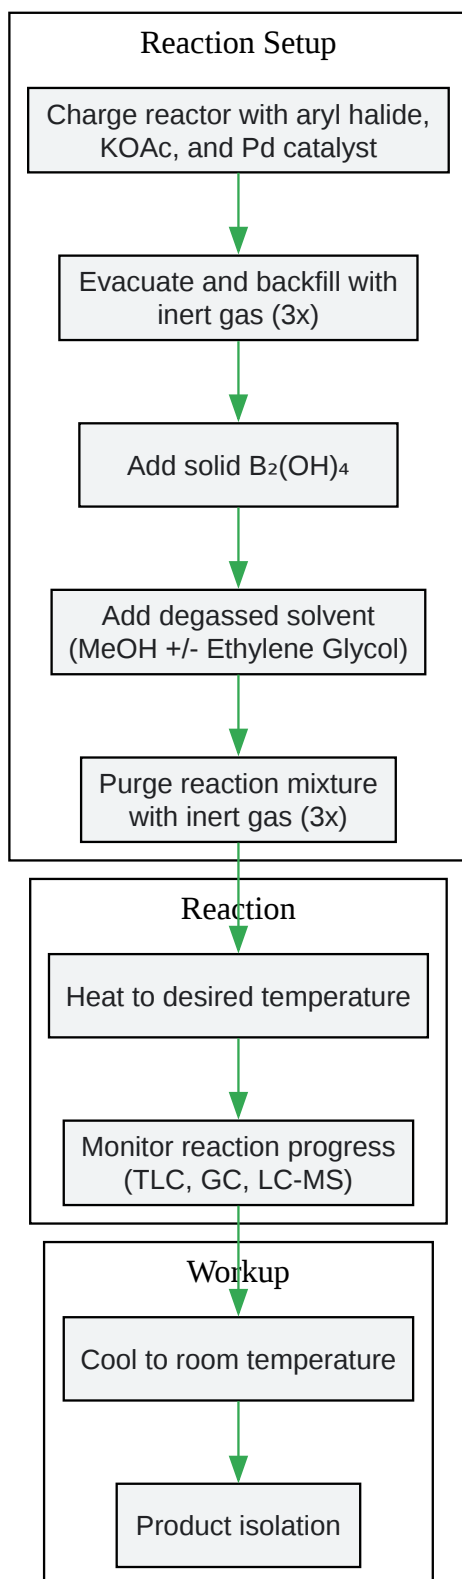 Reaction Setup
Charge reactor with aryl halide,
KOAc, and Pd catalyst
Evacuate and backfill with
inert gas (3x)
Add solid B₂(OH)₄
Add degassed solvent
(MeOH +/- Ethylene Glycol)
Purge reaction mixture
with inert gas (3x)
Reaction
Heat to desired temperature
Monitor reaction progress
(TLC, GC, LC-MS)
Workup
Cool to room temperature
Product isolation